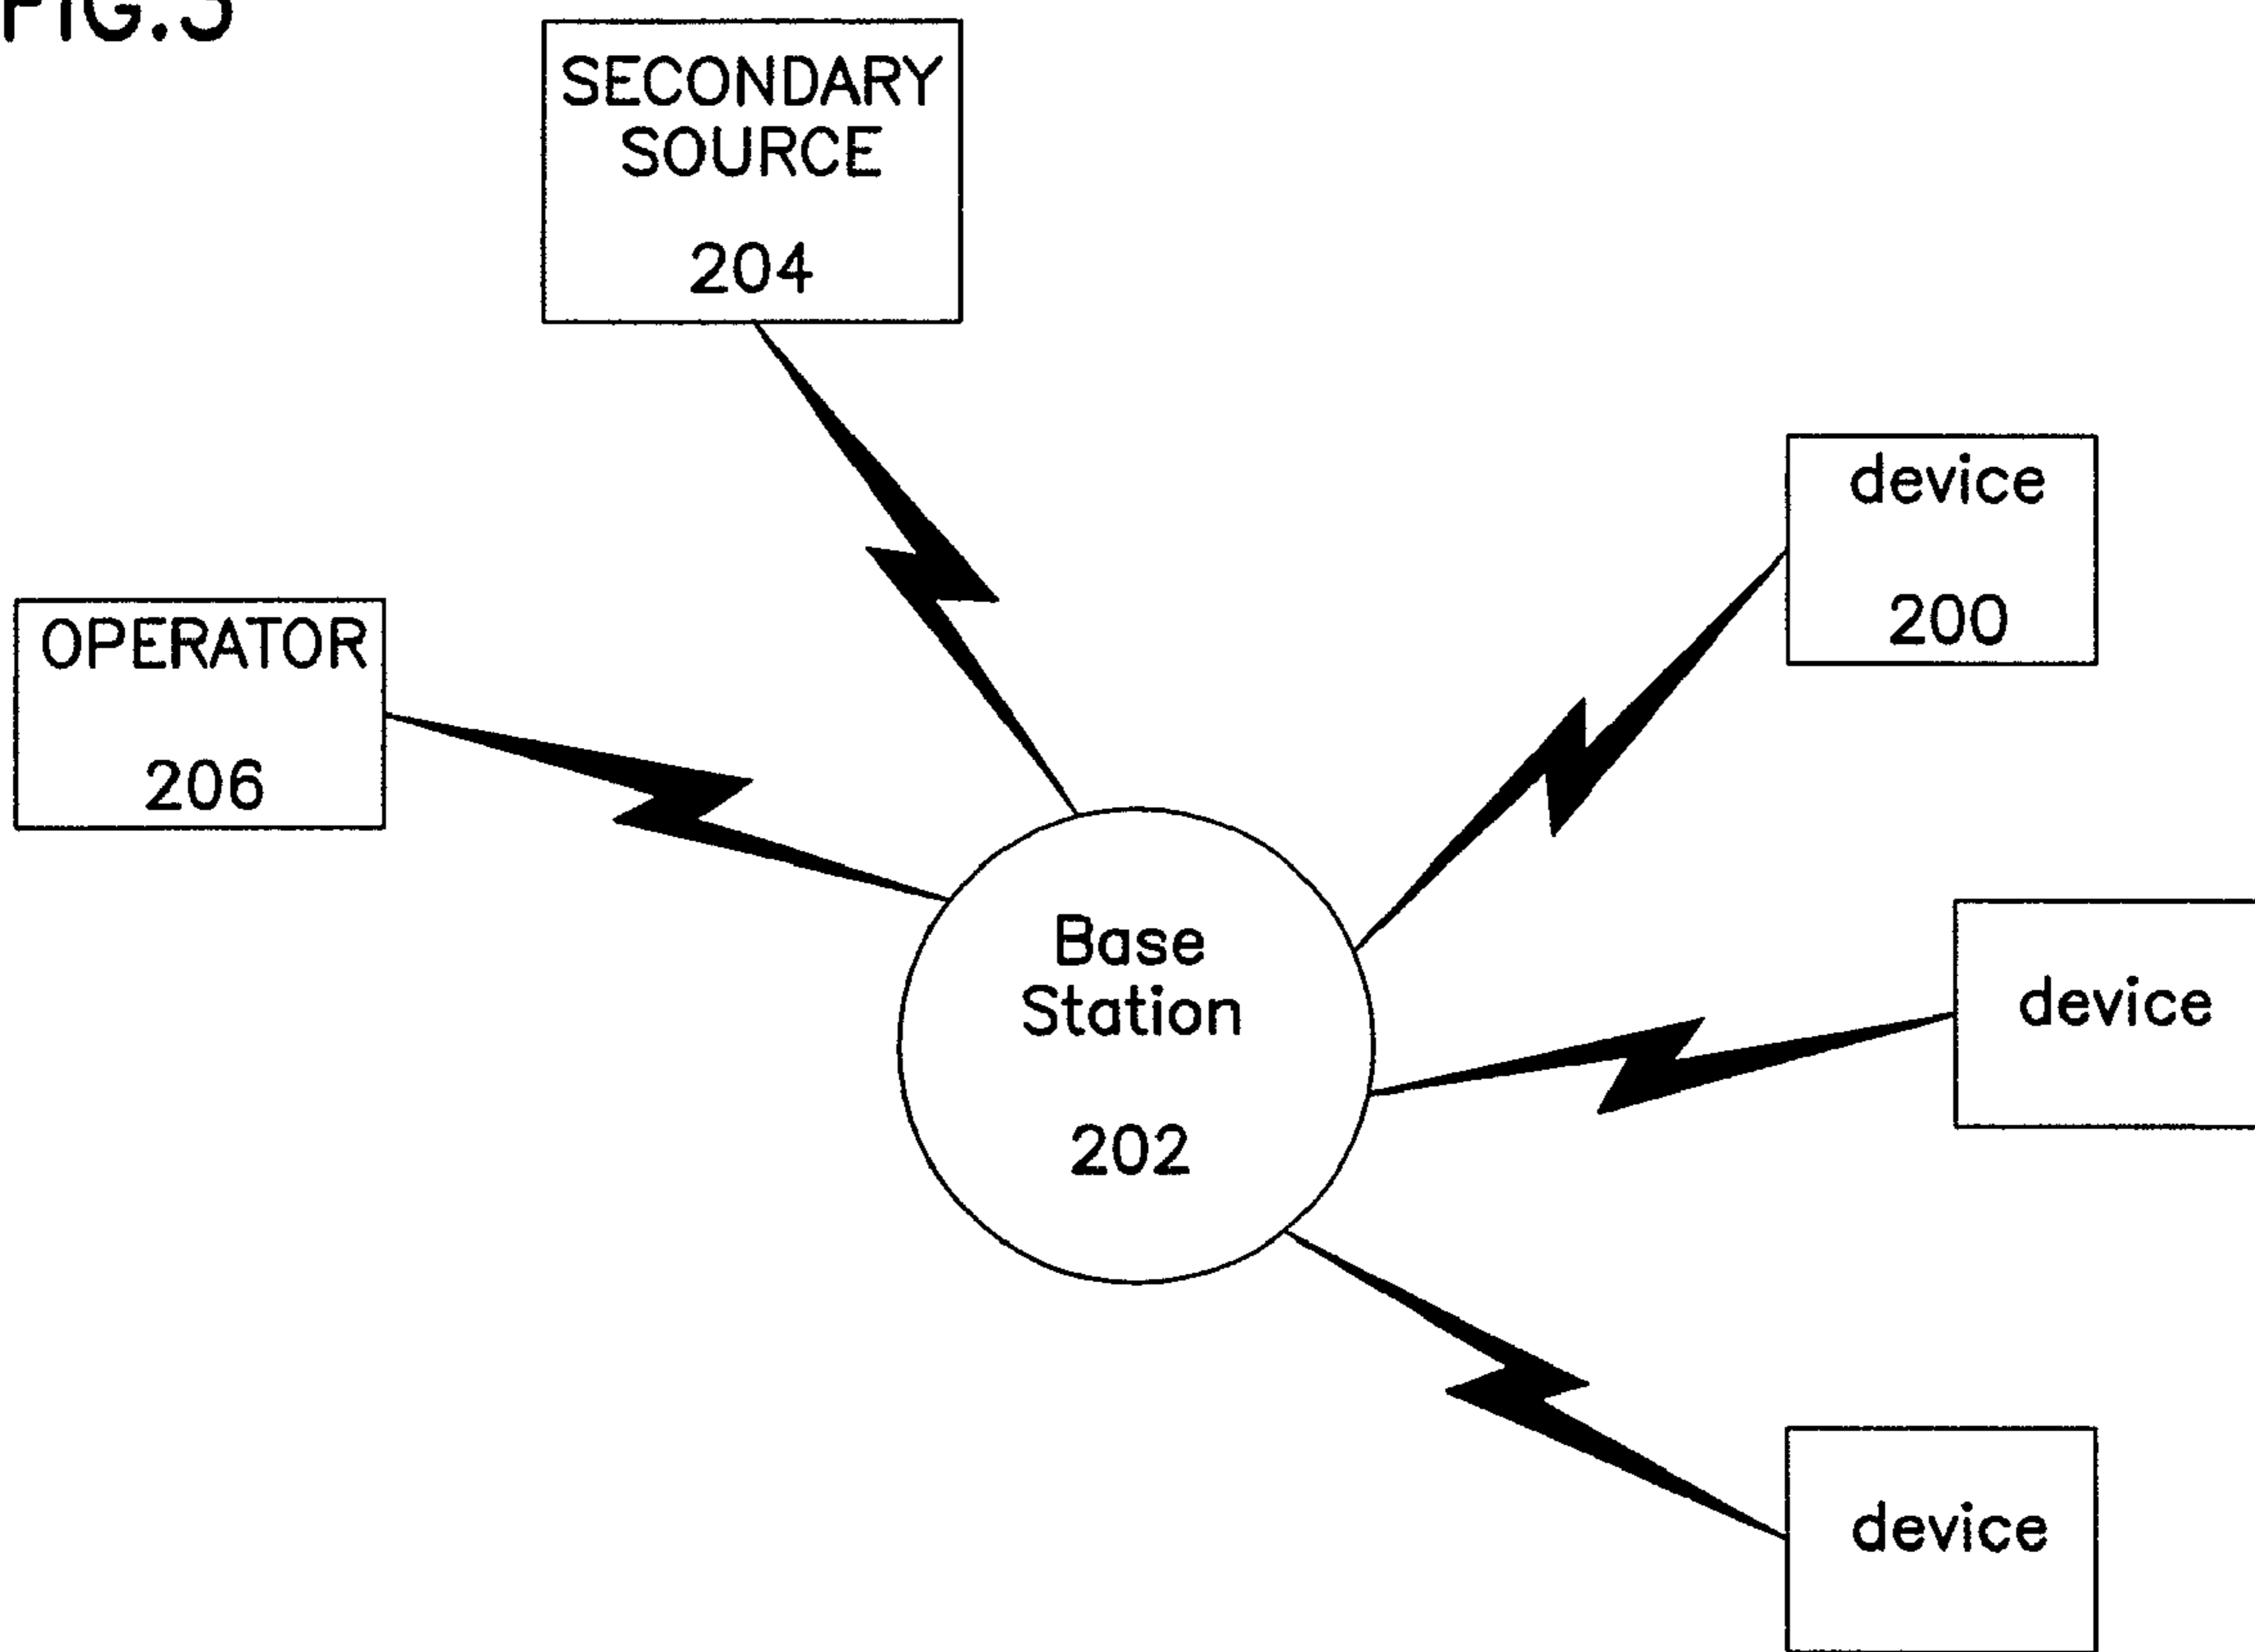 FIG.3
SECONDARY
SOURCE
204
device
200
OPERATOR
206
Base
Station
202
device
device